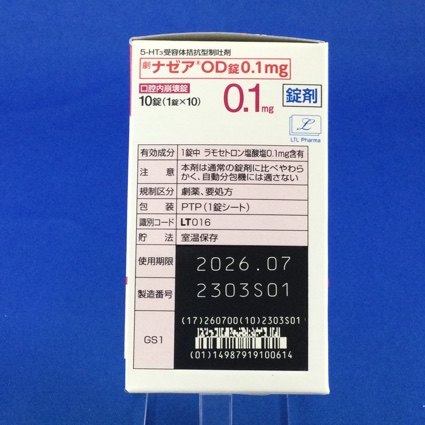 5-HT₃受容体拮抗型制吐剤
劇 ナゼア®OD錠0.1mg
口腔内崩壊錠
10錠(1錠×10)
0.1mg
錠剤
LTL Pharma
有効成分 1錠中 ラモセトロン塩酸塩0.1mg含有
注意 本剤は通常の錠剤に比べやわら
かく、自動分包機には適さない
規制区分 劇薬、要処方
包装 PTP(1錠シート)
識別コード LT016
貯法 室温保存
使用期限 2026.07
製造番号 2303S01
GS1
(17)260700(10)2303S01
(01)14987919100614